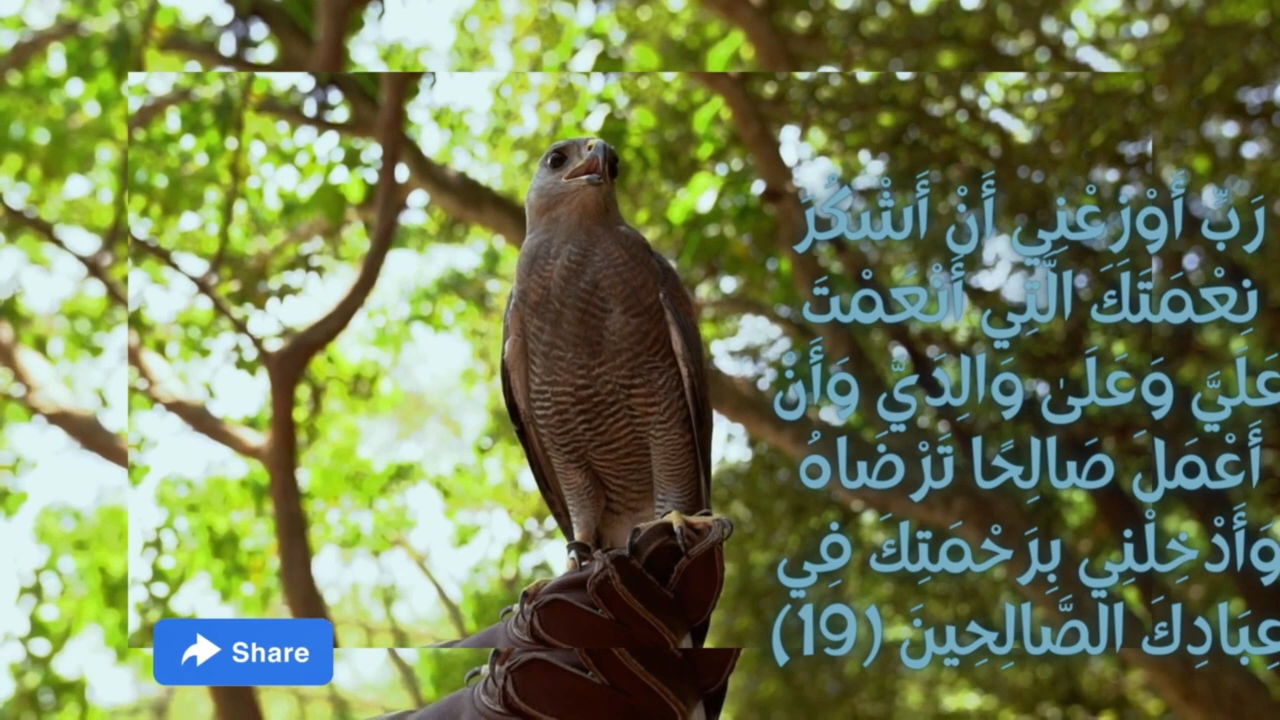 رَبِّ أَوْزِعْنِي أَنْ أَشْكُرَ
نِعْمَتَكَ الَّتِي أَنْعَمْتَ
عَلَيَّ وَعَلَىٰ وَالِدَيَّ وَأَنْ
أَعْمَلَ صَالِحًا تَرْضَاهُ
وَأَدْخِلْنِي بِرَحْمَتِكَ فِي
عِبَادِكَ الصَّالِحِينَ (19)
Share